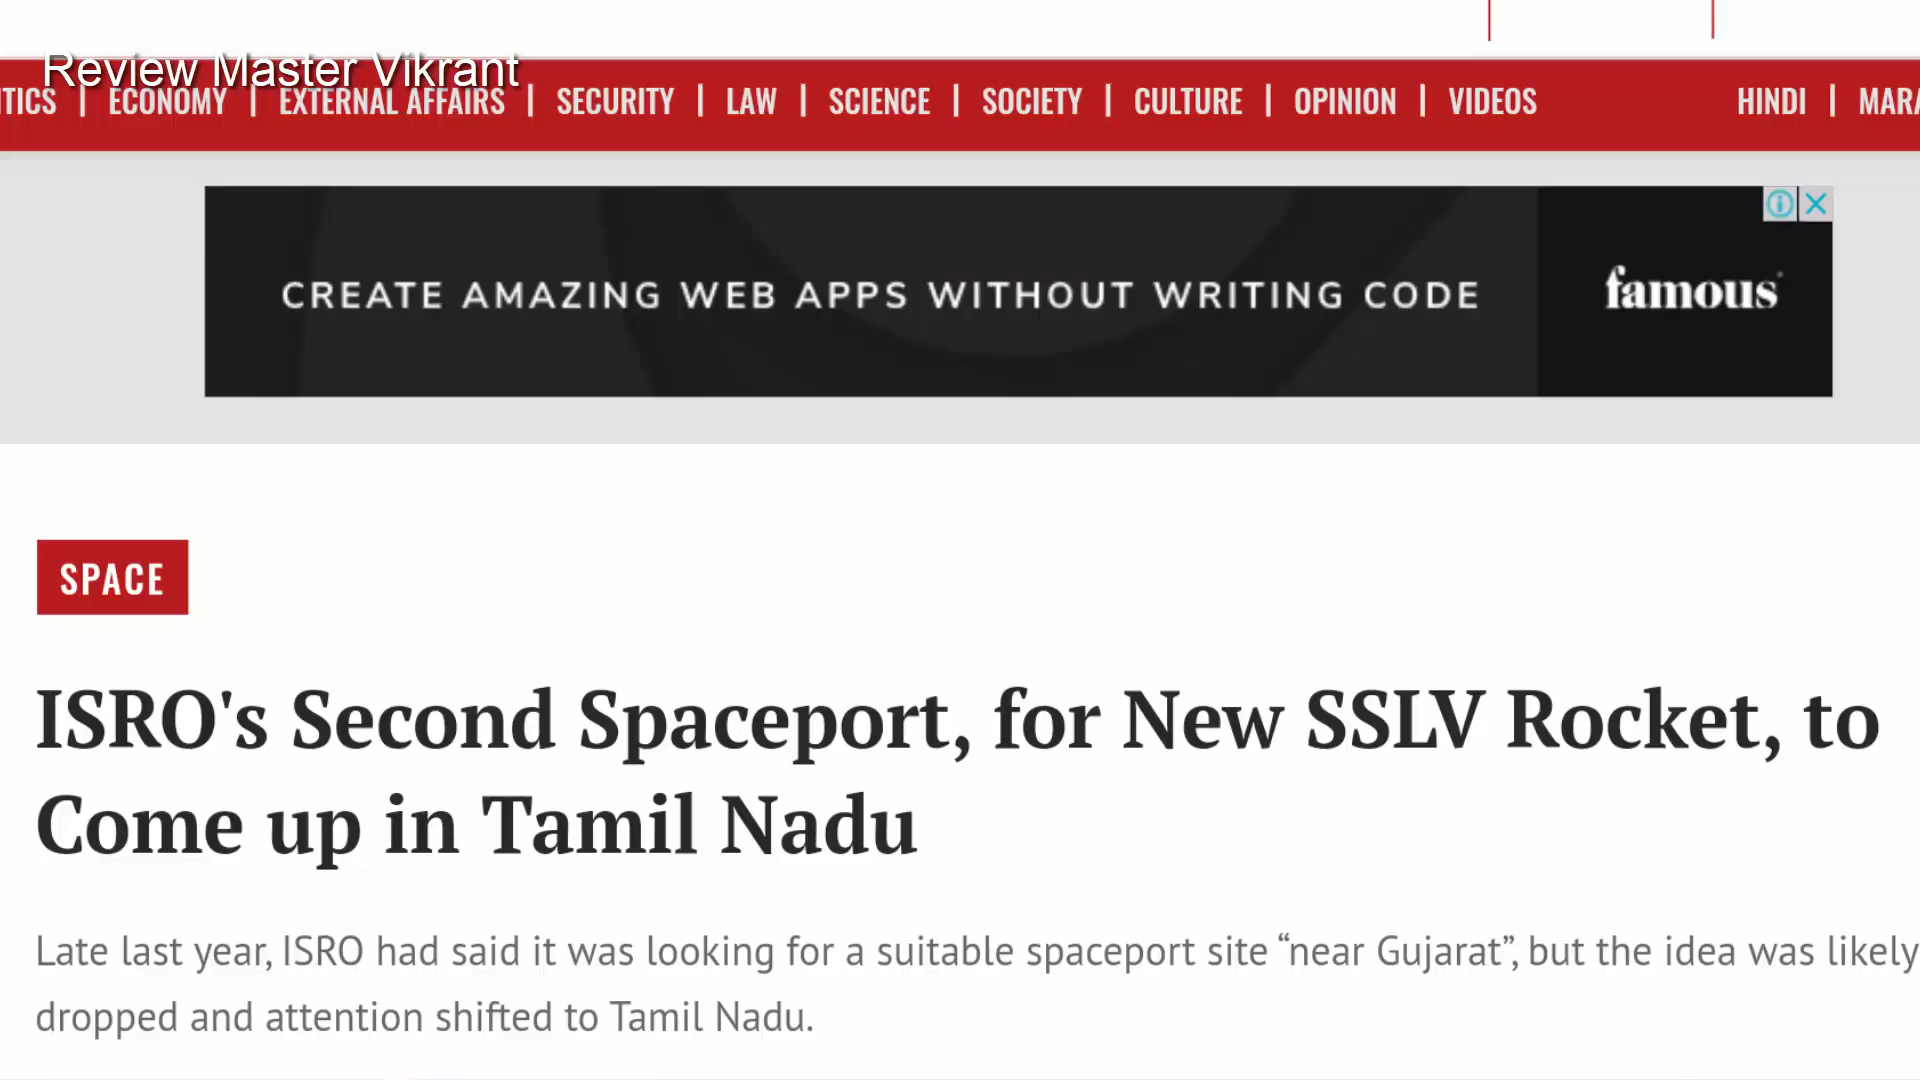 Review Master Vikrant
TICS | ECONOMY | EXTERNAL AFFAIRS | SECURITY | LAW | SCIENCE | SOCIETY | CULTURE | OPINION | VIDEOS HINDI | MARA
CREATE AMAZING WEB APPS WITHOUT WRITING CODE famous
SPACE
ISRO's Second Spaceport, for New SSLV Rocket, to
Come up in Tamil Nadu
Late last year, ISRO had said it was looking for a suitable spaceport site “near Gujarat”, but the idea was likely
dropped and attention shifted to Tamil Nadu.